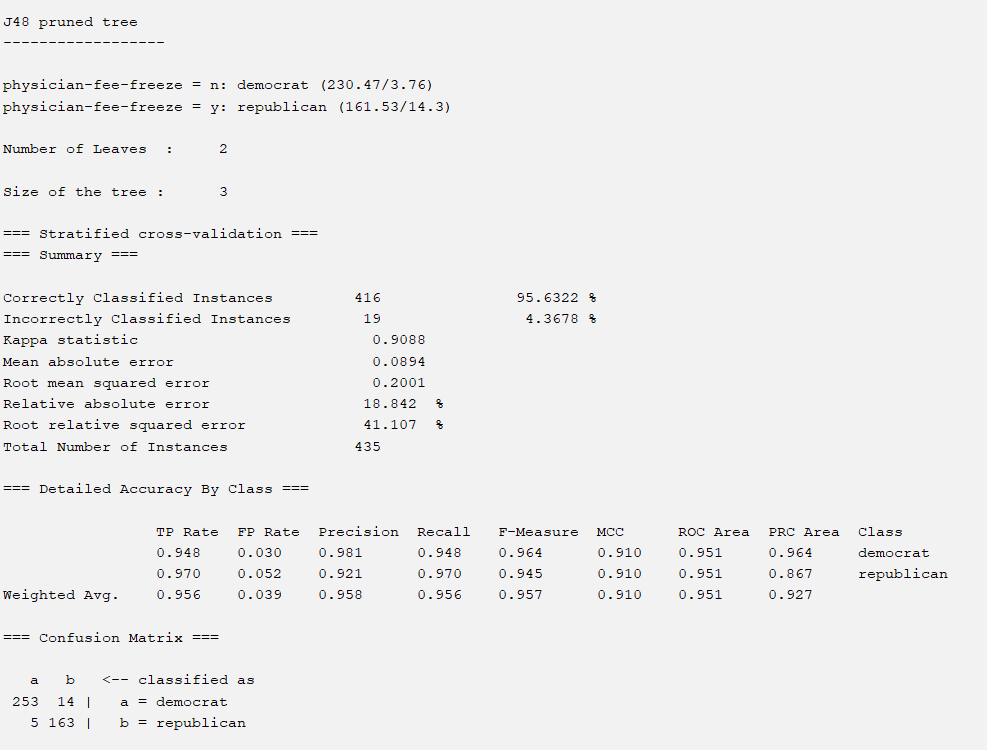 J48 pruned tree
------------------
physician-fee-freeze = n: democrat (230.47/3.76)
physician-fee-freeze = y: republican (161.53/14.3)
Number of Leaves  :     2
Size of the tree :      3
=== Stratified cross-validation ===
=== Summary ===
Correctly Classified Instances         416               95.6322 %
Incorrectly Classified Instances        19                4.3678 %
Kappa statistic                          0.9088
Mean absolute error                      0.0894
Root mean squared error                  0.2001
Relative absolute error                 18.842  %
Root relative squared error             41.107  %
Total Number of Instances              435
=== Detailed Accuracy By Class ===
                 TP Rate  FP Rate  Precision  Recall   F-Measure  MCC      ROC Area  PRC Area  Class
                 0.948    0.030    0.981      0.948    0.964      0.910    0.951     0.964     democrat
                 0.970    0.052    0.921      0.970    0.945      0.910    0.951     0.867     republican
Weighted Avg.    0.956    0.039    0.958      0.956    0.957      0.910    0.951     0.927
=== Confusion Matrix ===
   a   b   <-- classified as
 253  14 |   a = democrat
   5 163 |   b = republican